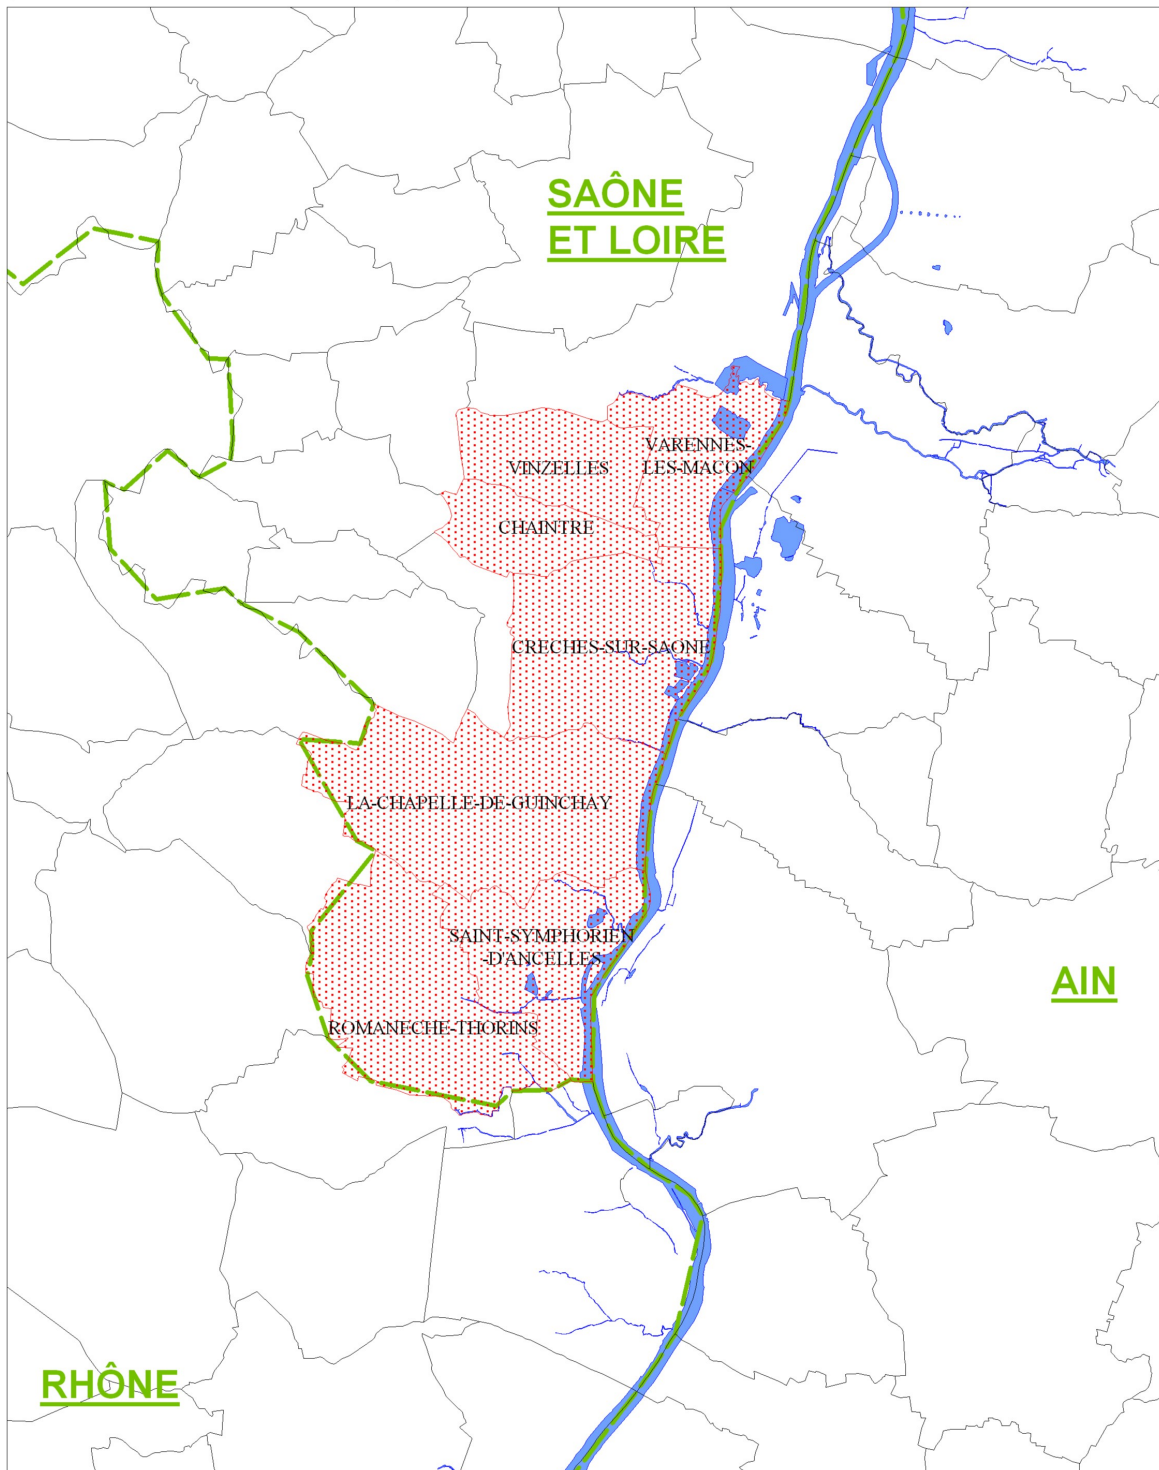 SAÔNE
ET LOIRE
VARENNES-
LES-MACON
VINZELLES
CHAINTRE
CRECHES-SUR-SAONE
LA-CHAPELLE-DE-GUINCHAY
SAINT-SYMPHORIEN
-D'ANCELLES
AIN
ROMANECHE-THORINS
RHÔNE